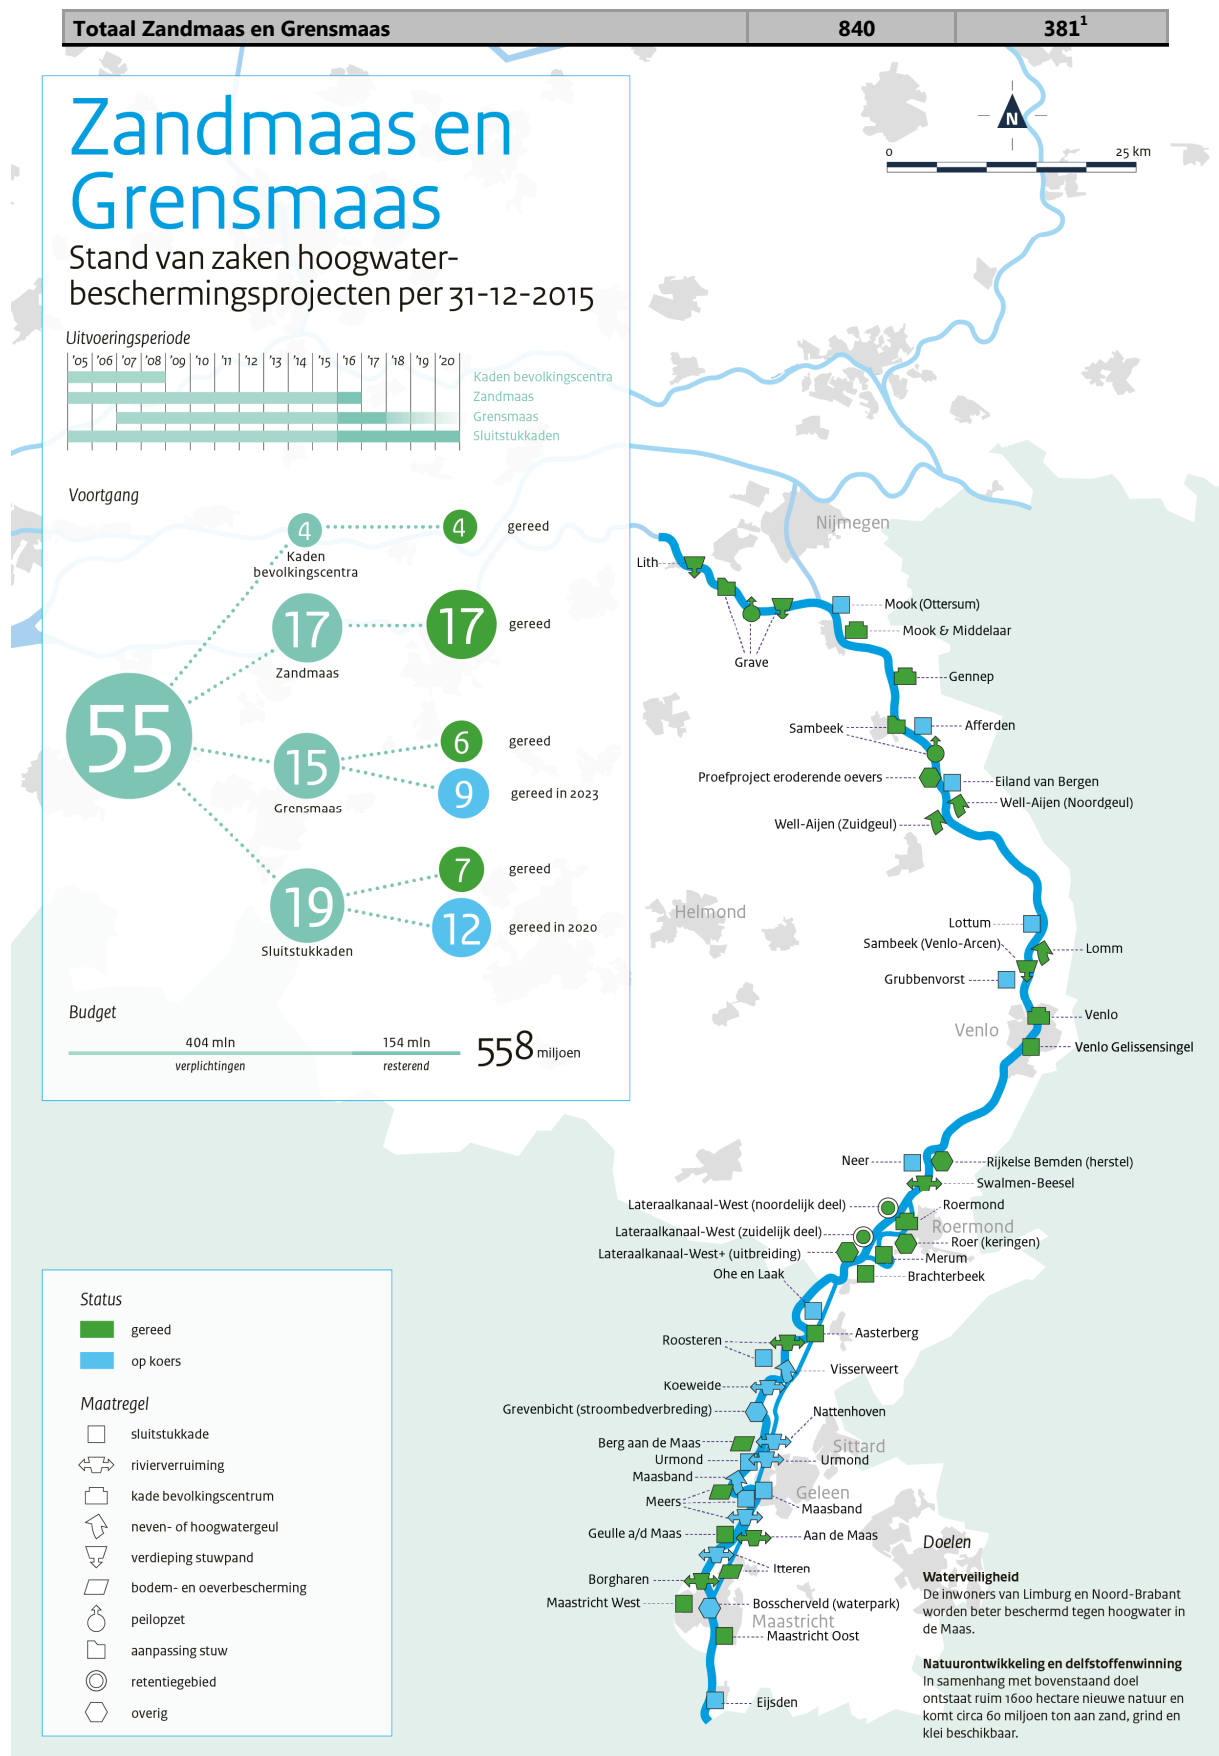 Totaal Zandmaas en Grensmaas 840 381¹
Zandmaas en
Grensmaas
Stand van zaken hoogwater-
beschermingsprojecten per 31-12-2015
Uitvoeringsperiode
'05 '06 '07 '08 '09 '10 '11 '12 '13 '14 '15 '16 '17 '18 '19 '20
Kaden bevolkingscentra
Zandmaas
Grensmaas
Sluitstukkaden
Voortgang
4
Kaden
bevolkingscentra
4
gereed
17
Zandmaas
17
gereed
55
15
Grensmaas
6
gereed
9
gereed in 2023
19
Sluitstukkaden
7
gereed
12
gereed in 2020
Budget
404 mln
verplichtingen
154 mln
resterend
558 miljoen
N
0 25 km
Nijmegen
Lith
Mook (Ottersum)
Mook & Middelaar
Grave
Gennep
Sambeek
Afferden
Proefproject eroderende oevers
Eiland van Bergen
Well-Aijen (Noordgeul)
Well-Aijen (Zuidgeul)
Helmond
Lottum
Sambeek (Venlo-Arcen)
Lomm
Grubbenvorst
Venlo
Venlo
Venlo Gelissensingel
Neer
Rijkelse Bemden (herstel)
Swalmen-Beesel
Lateraalkanaal-West (noordelijk deel)
Roermond
Roermond
Lateraalkanaal-West (zuidelijk deel)
Roer (keringen)
Lateraalkanaal-West+ (uitbreiding)
Merum
Ohe en Laak
Brachterbeek
Aasterberg
Roosteren
Visserweert
Koeweide
Grevenbicht (stroombedverbreding)
Nattenhoven
Berg aan de Maas
Sittard
Urmond
Urmond
Maasband
Geleen
Meers
Maasband
Geulle a/d Maas
Aan de Maas
Itteren
Borgharen
Maastricht West
Bosscherveld (waterpark)
Maastricht
Maastricht Oost
Eijsden
Status
gereed
op koers
Maatregel
sluitstukkade
rivierverruiming
kade bevolkingscentrum
neven- of hoogwatergeul
verdieping stuwpand
bodem- en oeverbescherming
peilopzet
aanpassing stuw
retentiegebied
overig
Doelen
Waterveiligheid
De inwoners van Limburg en Noord-Brabant
worden beter beschermd tegen hoogwater in
de Maas.
Natuurontwikkeling en delfstoffenwinning
In samenhang met bovenstaand doel
ontstaat ruim 1600 hectare nieuwe natuur en
komt circa 60 miljoen ton aan zand, grind en
klei beschikbaar.